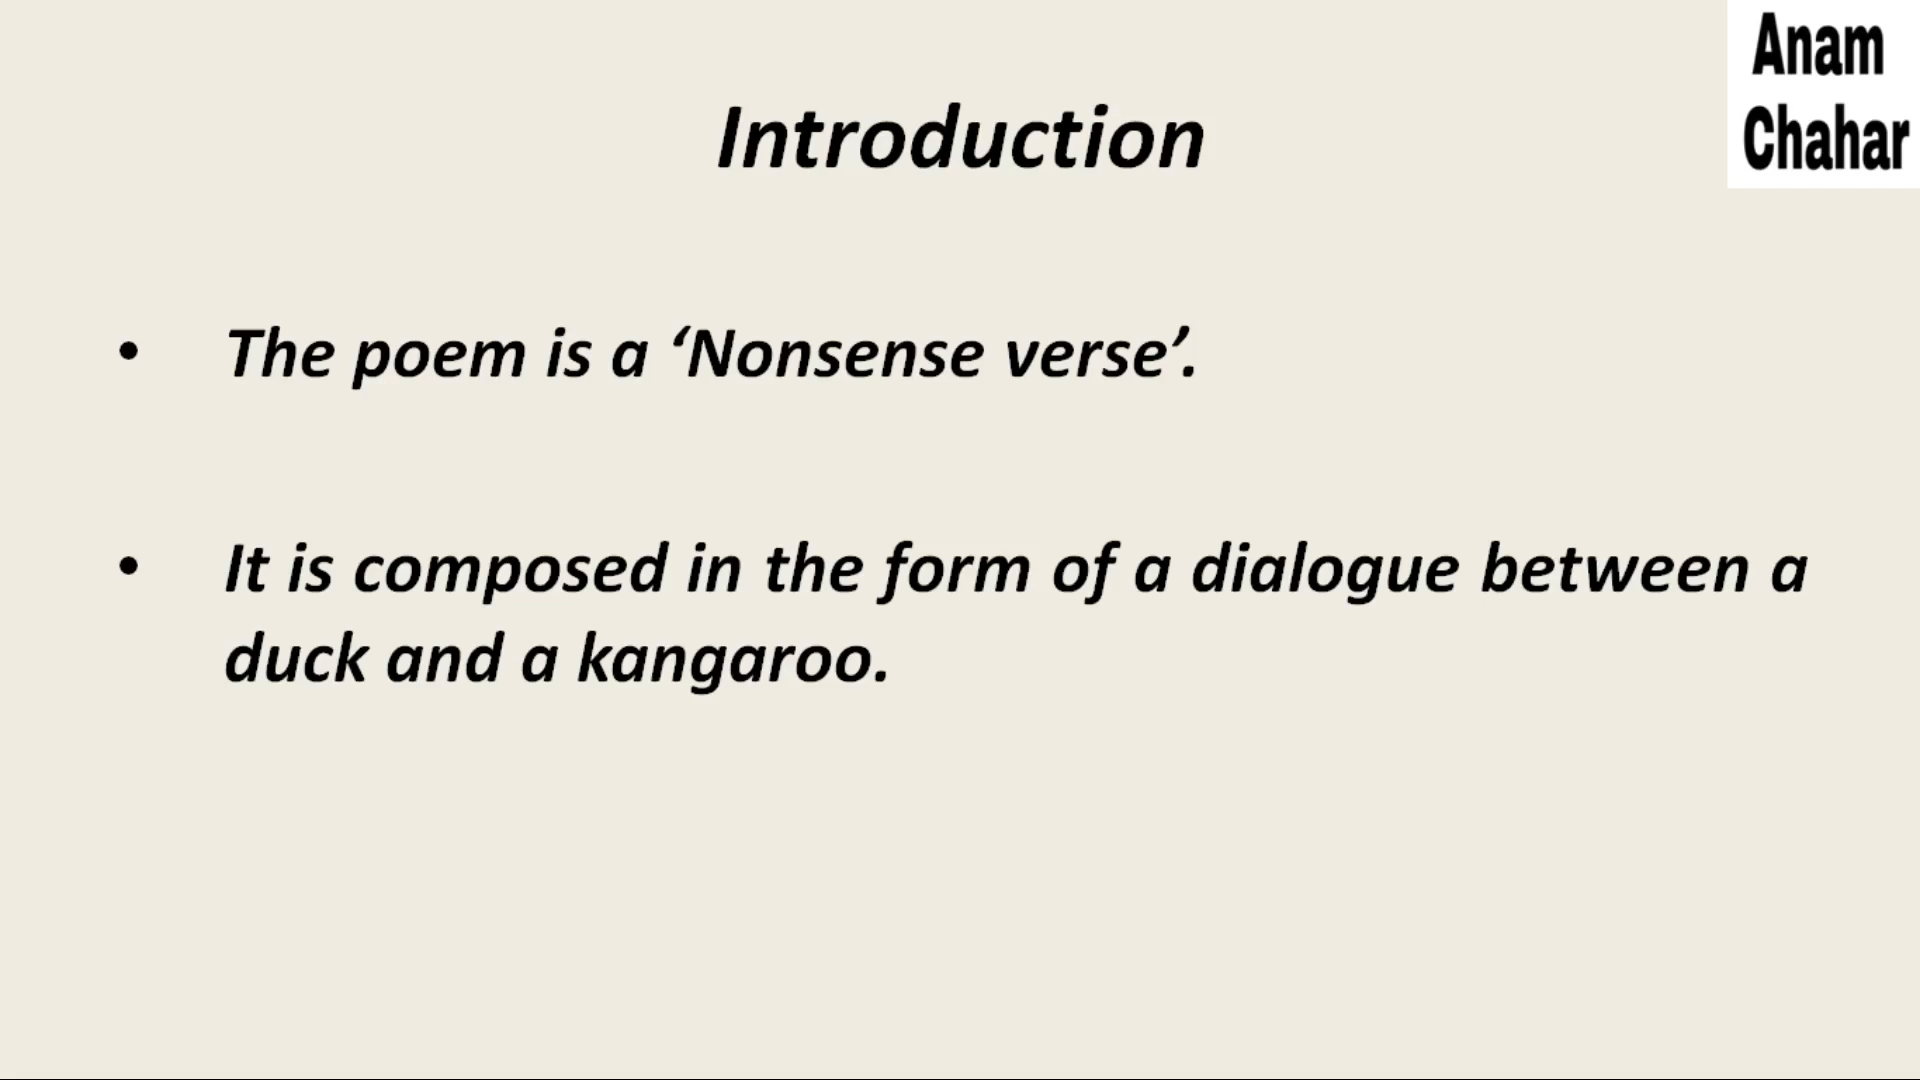 Anam
Chahar
Introduction
• The poem is a ‘Nonsense verse’.
• It is composed in the form of a dialogue between a
duck and a kangaroo.